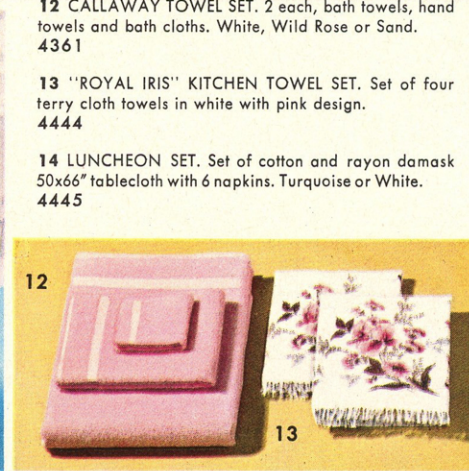 12 CALLAWAY TOWEL SET. 2 each, bath towels, hand
towels and bath cloths. White, Wild Rose or Sand.
4361
13 "ROYAL IRIS" KITCHEN TOWEL SET. Set of four
terry cloth towels in white with pink design.
4444
14 LUNCHEON SET. Set of cotton and rayon damask
50x66" tablecloth with 6 napkins. Turquoise or White.
4445
12
13